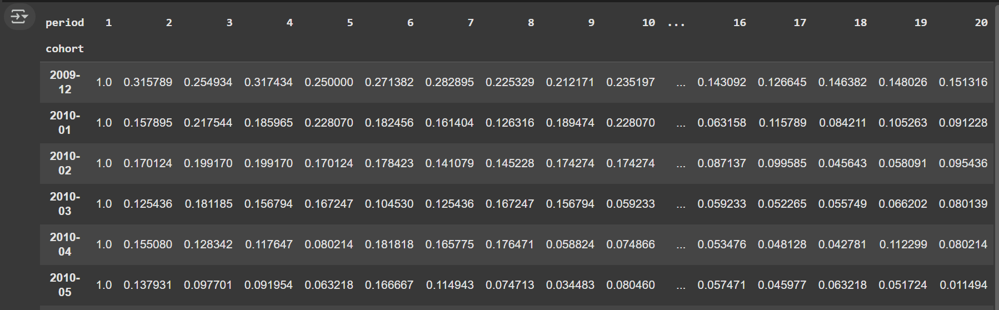 period 1 2 3 4 5 6 7 8 9 10 ... 16 17 18 19 20
cohort
2009-
12
1.0 0.315789 0.254934 0.317434 0.250000 0.271382 0.282895 0.225329 0.212171 0.235197 ... 0.143092 0.126645 0.146382 0.148026 0.151316
2010-
01
1.0 0.157895 0.217544 0.185965 0.228070 0.182456 0.161404 0.126316 0.189474 0.228070 ... 0.063158 0.115789 0.084211 0.105263 0.091228
2010-
02
1.0 0.170124 0.199170 0.199170 0.170124 0.178423 0.141079 0.145228 0.174274 0.174274 ... 0.087137 0.099585 0.045643 0.058091 0.095436
2010-
03
1.0 0.125436 0.181185 0.156794 0.167247 0.104530 0.125436 0.167247 0.156794 0.059233 ... 0.059233 0.052265 0.055749 0.066202 0.080139
2010-
04
1.0 0.155080 0.128342 0.117647 0.080214 0.181818 0.165775 0.176471 0.058824 0.074866 ... 0.053476 0.048128 0.042781 0.112299 0.080214
2010-
05
1.0 0.137931 0.097701 0.091954 0.063218 0.166667 0.114943 0.074713 0.034483 0.080460 ... 0.057471 0.045977 0.063218 0.051724 0.011494